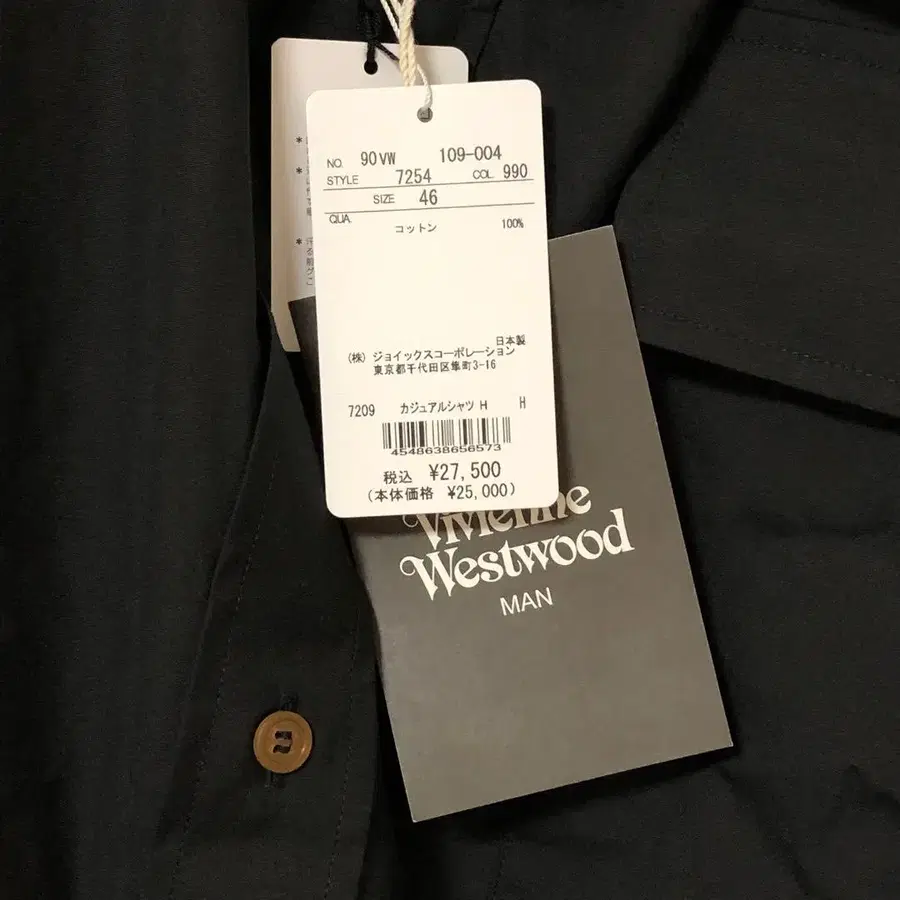 NO. 90VW 109-004
STYLE 7254 COL. 990
SIZE 46
QUA.
コットン 100%
日本製
(株) ジョイックスコーポレーション
東京都千代田区隼町3-16
7209 カジュアルシャツ H H
4548638656573
税込 ¥27,500
(本体価格 ¥25,000)
Vivienne
Westwood
MAN